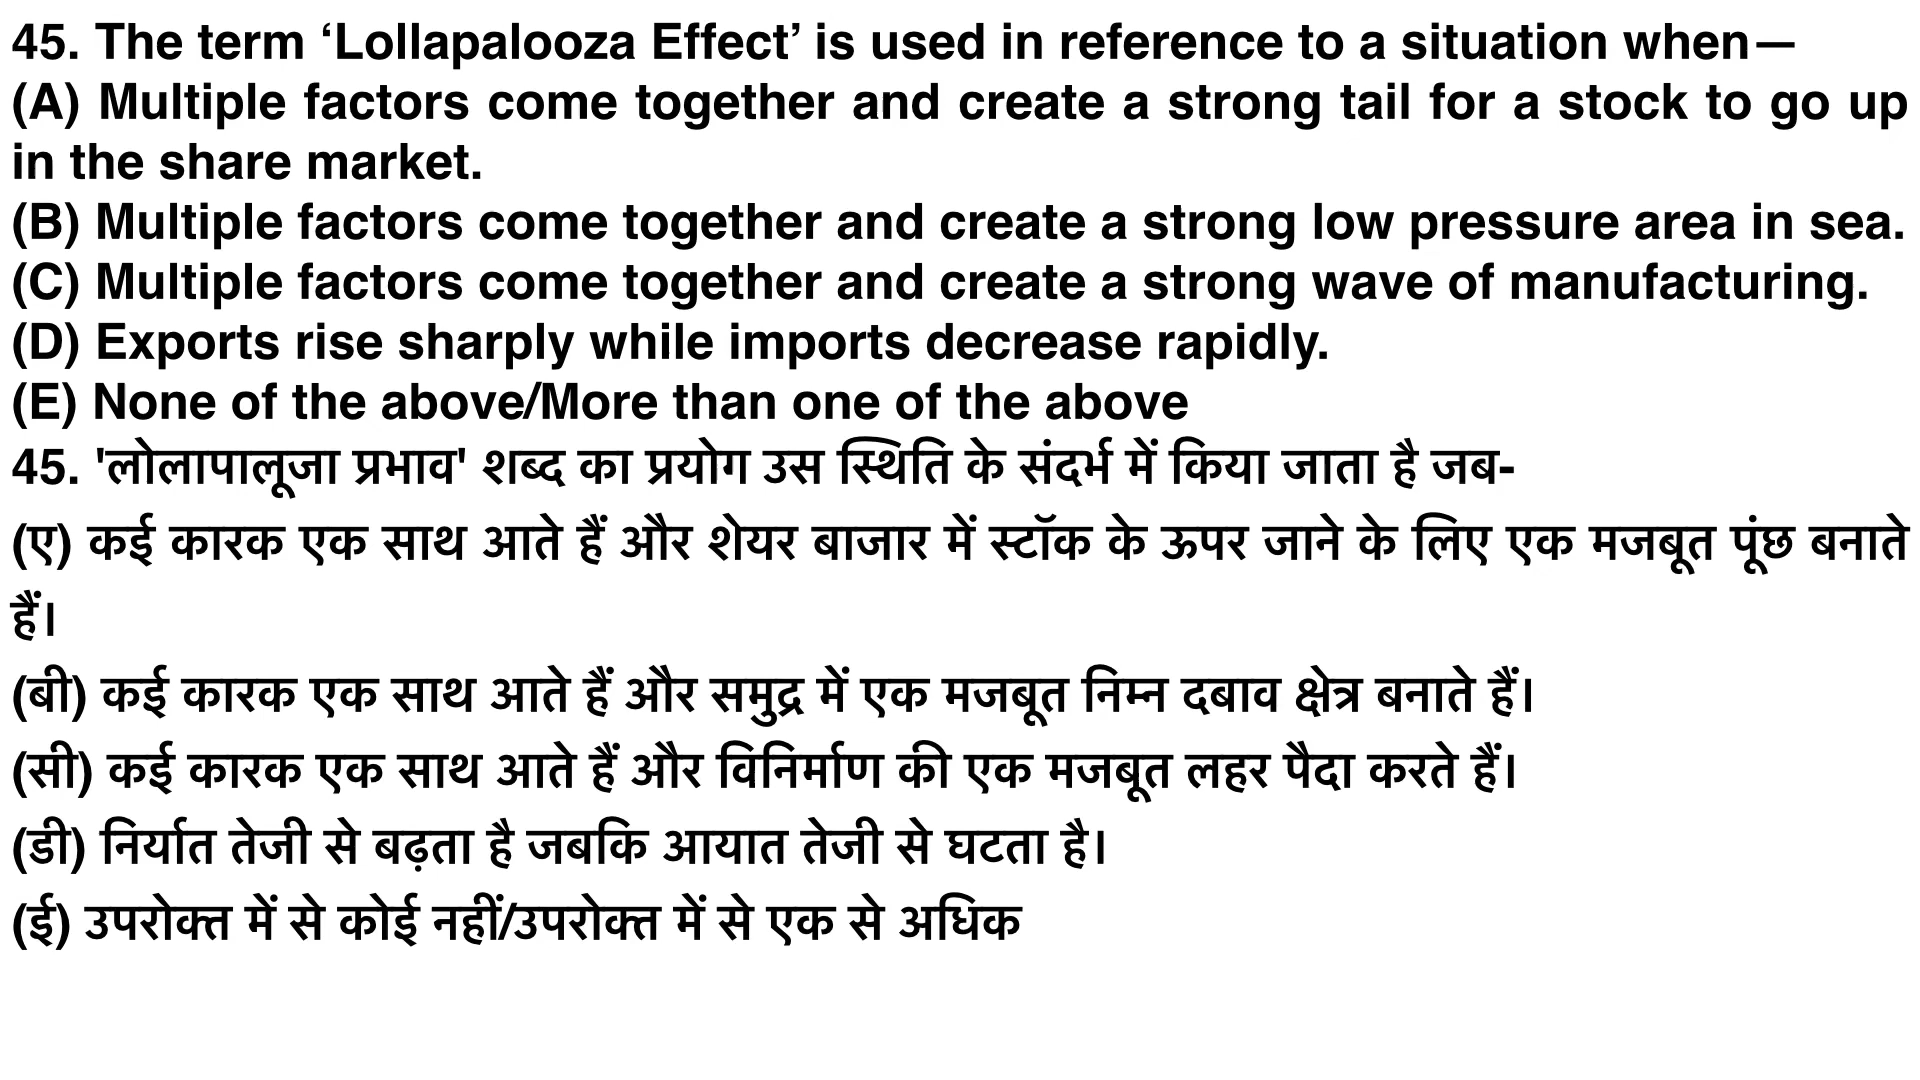 45. The term ‘Lollapalooza Effect’ is used in reference to a situation when—
(A) Multiple factors come together and create a strong tail for a stock to go up
in the share market.
(B) Multiple factors come together and create a strong low pressure area in sea.
(C) Multiple factors come together and create a strong wave of manufacturing.
(D) Exports rise sharply while imports decrease rapidly.
(E) None of the above/More than one of the above
45. 'लोलापालूजा प्रभाव' शब्द का प्रयोग उस स्थिति के संदर्भ में किया जाता है जब-
(ए) कई कारक एक साथ आते हैं और शेयर बाजार में स्टॉक के ऊपर जाने के लिए एक मजबूत पूंछ बनाते
हैं।
(बी) कई कारक एक साथ आते हैं और समुद्र में एक मजबूत निम्न दबाव क्षेत्र बनाते हैं।
(सी) कई कारक एक साथ आते हैं और विनिर्माण की एक मजबूत लहर पैदा करते हैं।
(डी) निर्यात तेजी से बढ़ता है जबकि आयात तेजी से घटता है।
(ई) उपरोक्त में से कोई नहीं/उपरोक्त में से एक से अधिक